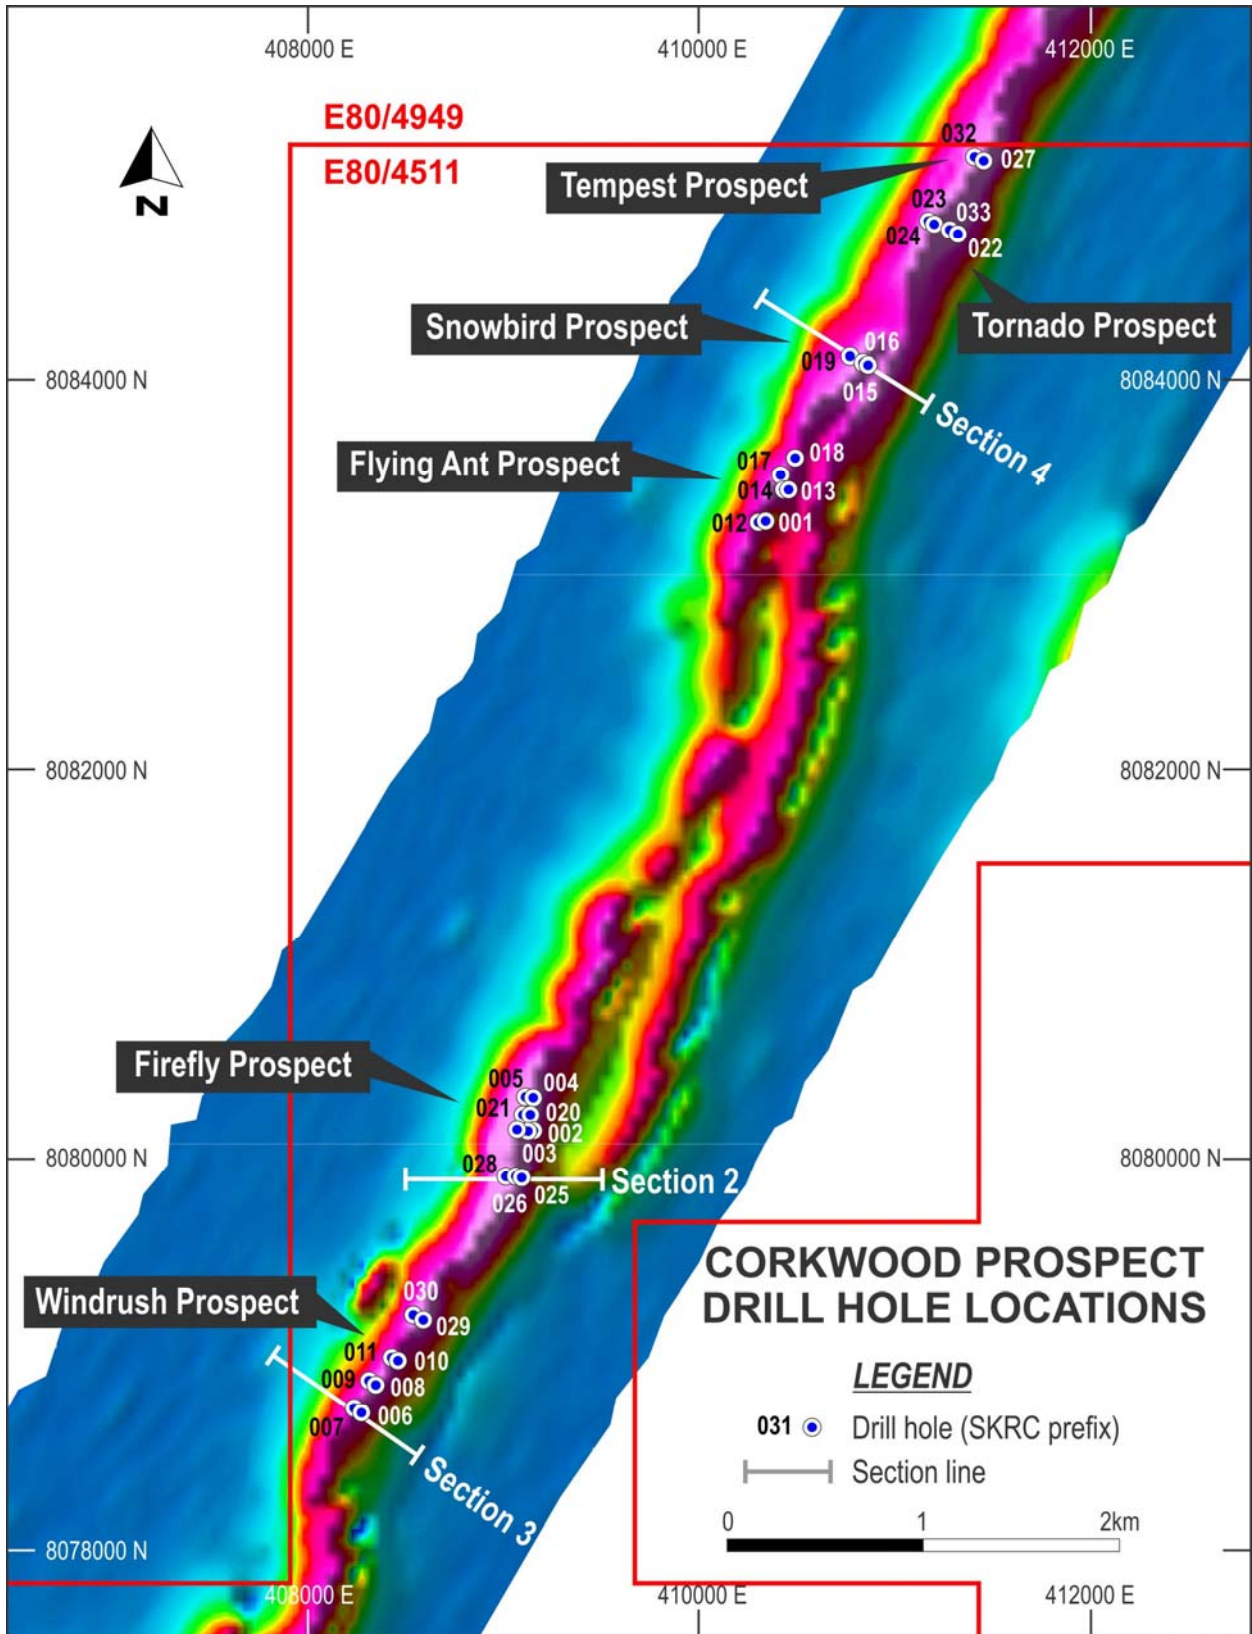 408000 E
410000 E
412000 E
E80/4949
E80/4511
N
032
027
Tempest Prospect
023
033
024
022
Snowbird Prospect
Tornado Prospect
016
019
015
8084000 N
8084000 N
Section 4
Flying Ant Prospect
018
017
014
013
012
001
8082000 N
8082000 N
Firefly Prospect
005
004
021
020
002
003
8080000 N
8080000 N
028
Section 2
026
025
Windrush Prospect
030
029
011
010
009
008
007
006
Section 3
CORKWOOD PROSPECT
DRILL HOLE LOCATIONS
LEGEND
031 Drill hole (SKRC prefix)
Section line
0 1 2km
8078000 N
408000 E
410000 E
412000 E